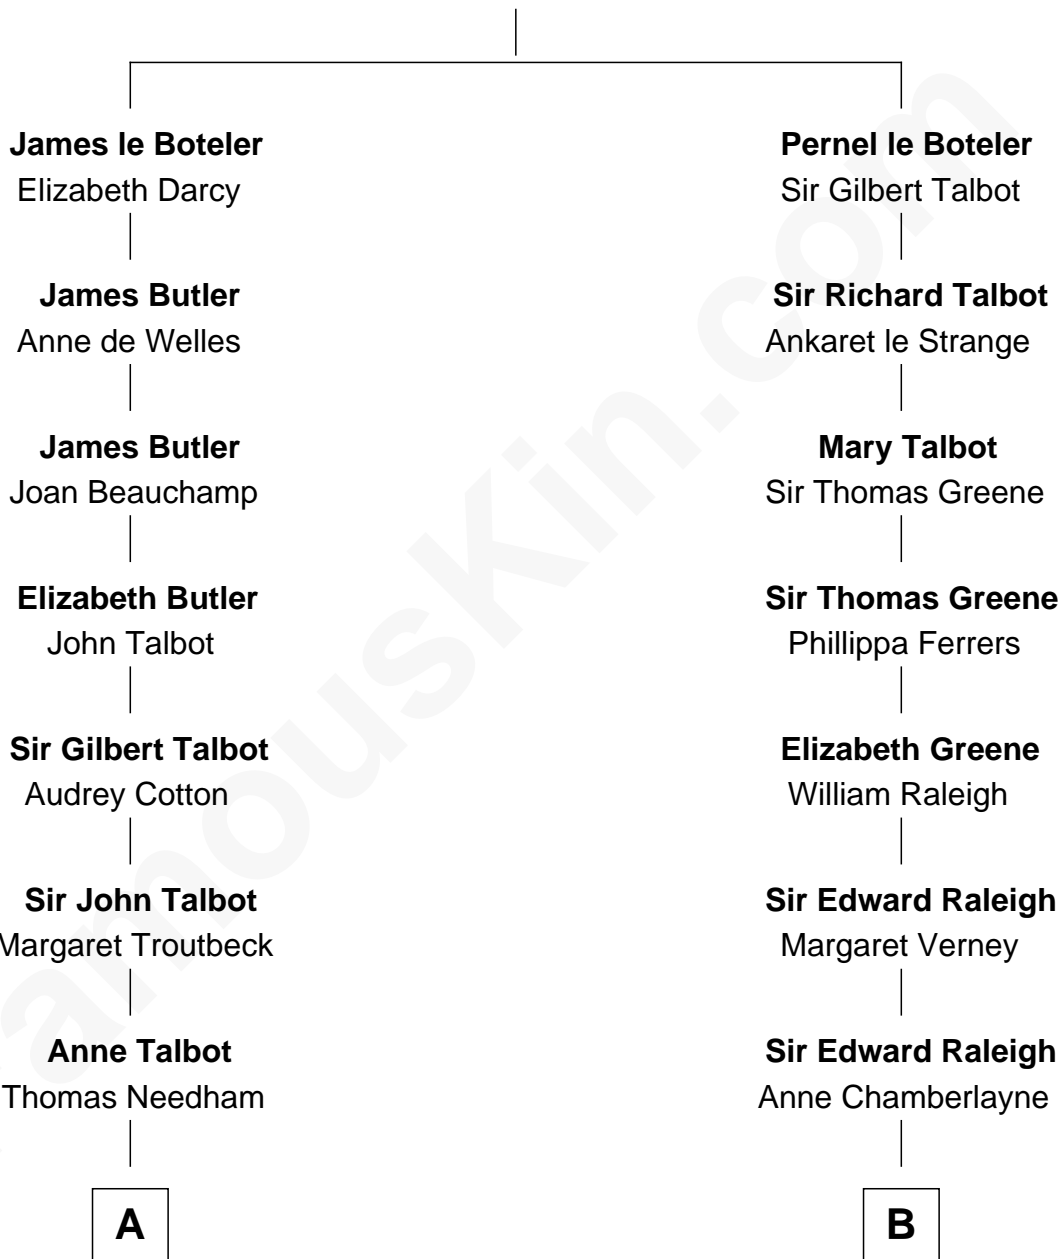 James le Boteler
Elizabeth Darcy
James Butler
Anne de Welles
James Butler
Joan Beauchamp
Elizabeth Butler
John Talbot
Sir Gilbert Talbot
Audrey Cotton
Sir John Talbot
Margaret Troutbeck
Anne Talbot
Thomas Needham
A
Pernel le Boteler
Sir Gilbert Talbot
Sir Richard Talbot
Ankaret le Strange
Mary Talbot
Sir Thomas Greene
Sir Thomas Greene
Phillippa Ferrers
Elizabeth Greene
William Raleigh
Sir Edward Raleigh
Margaret Verney
Sir Edward Raleigh
Anne Chamberlayne
B
amousKin.com